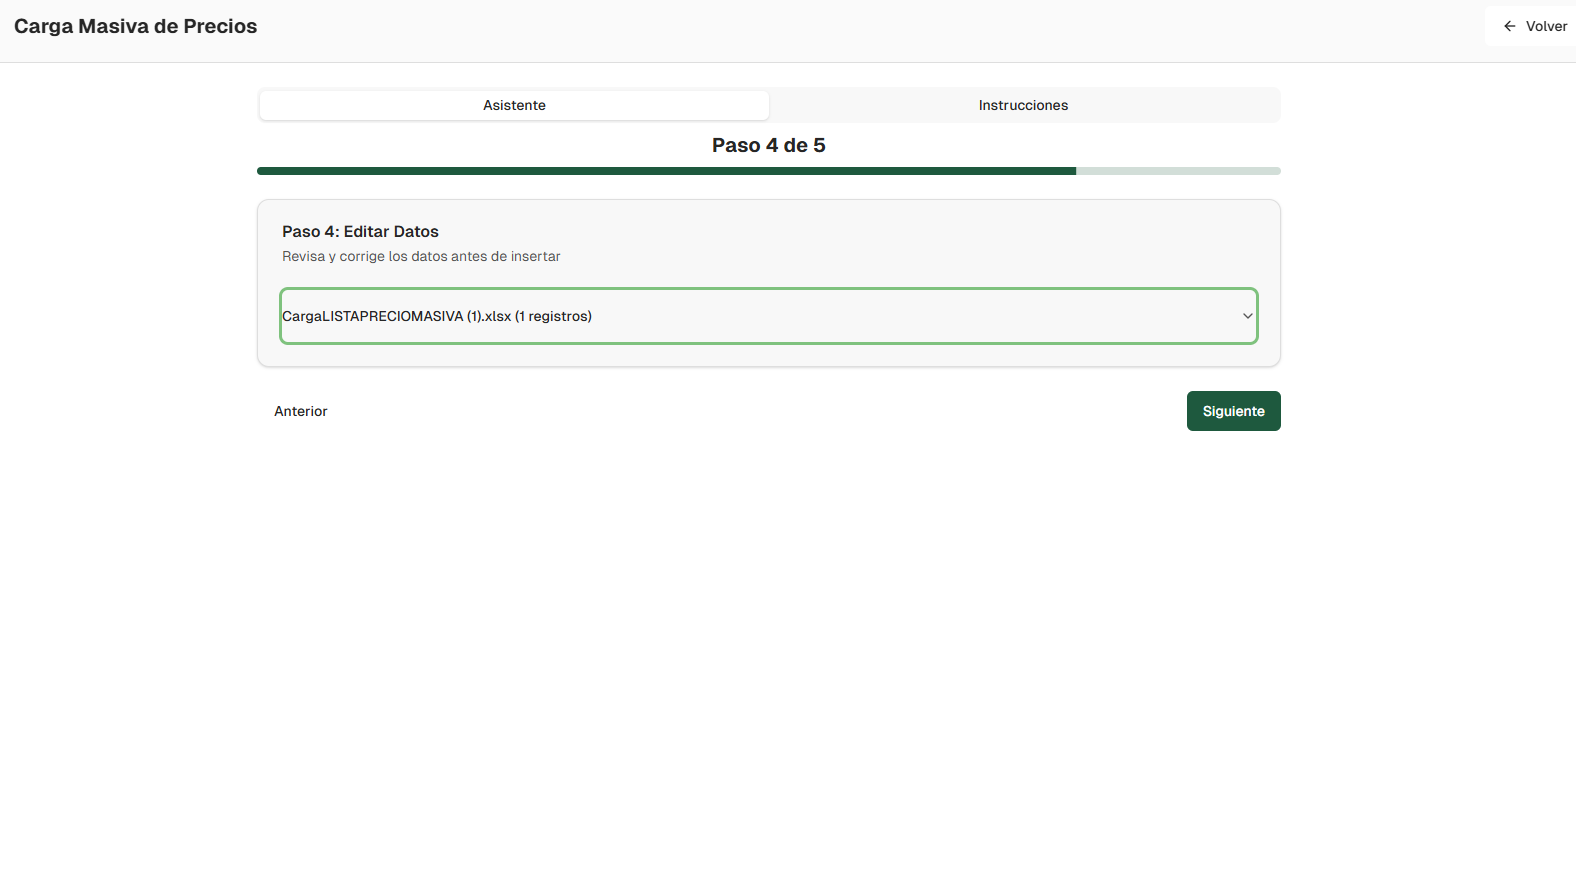 Carga Masiva de Precios
Volver
Asistente
Instrucciones
Paso 4 de 5
Paso 4: Editar Datos
Revisa y corrige los datos antes de insertar
CargaLISTAPRECIOMASIVA (1).xlsx (1 registros)
Anterior
Siguiente